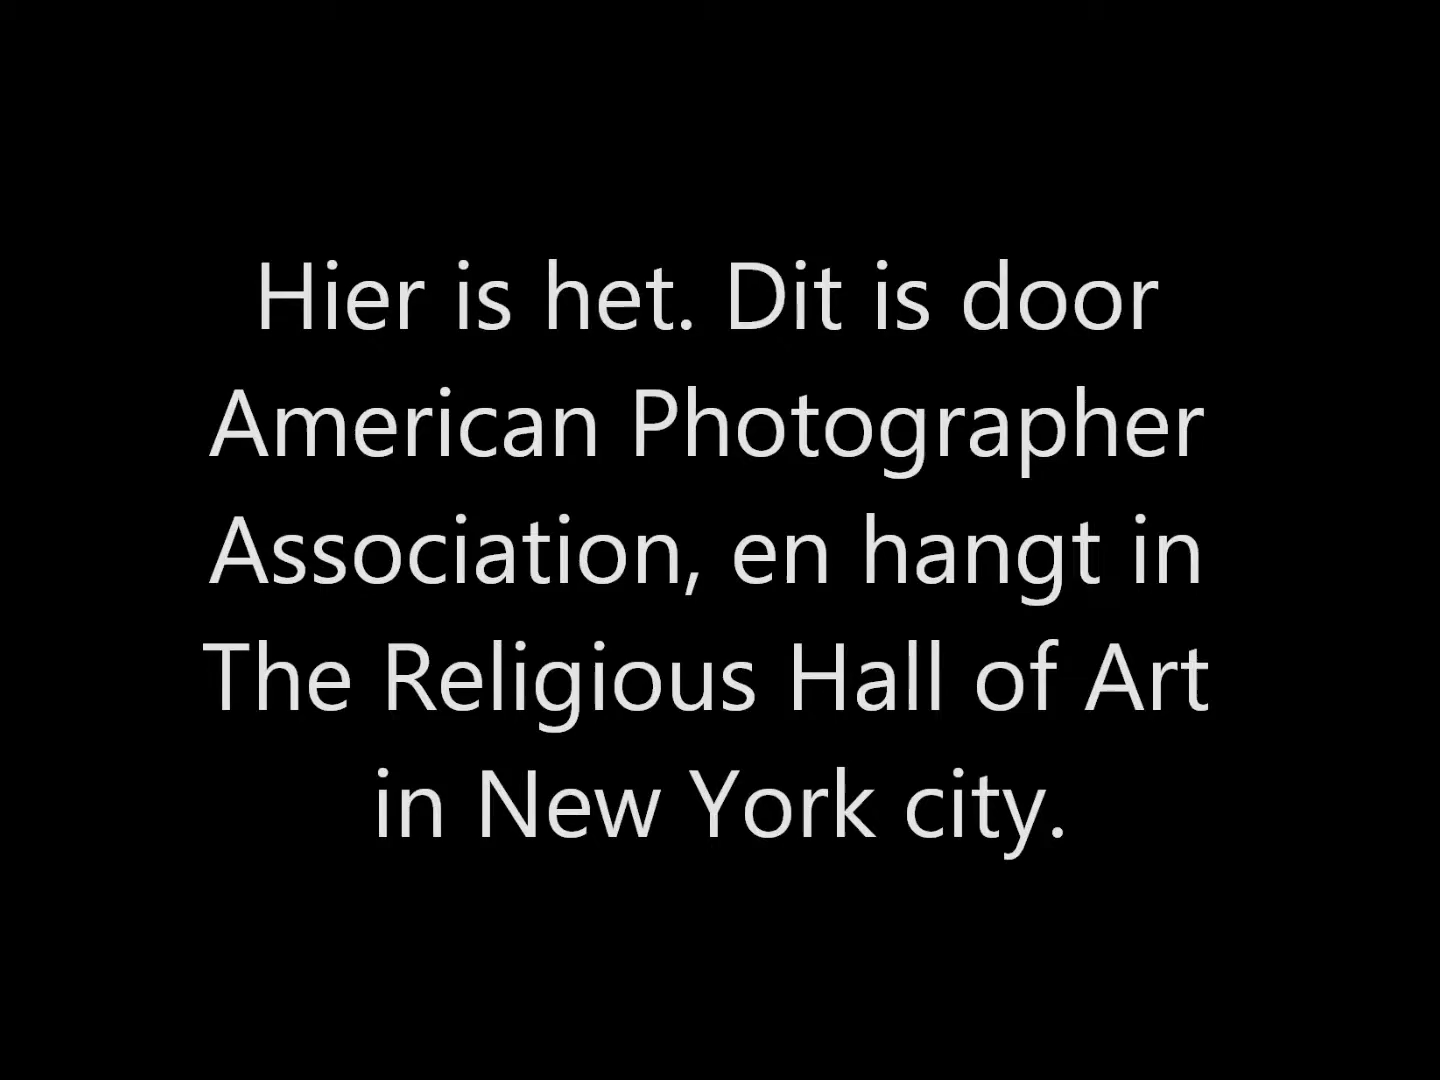 Hier is het. Dit is door
American Photographer
Association, en hangt in
The Religious Hall of Art
in New York city.